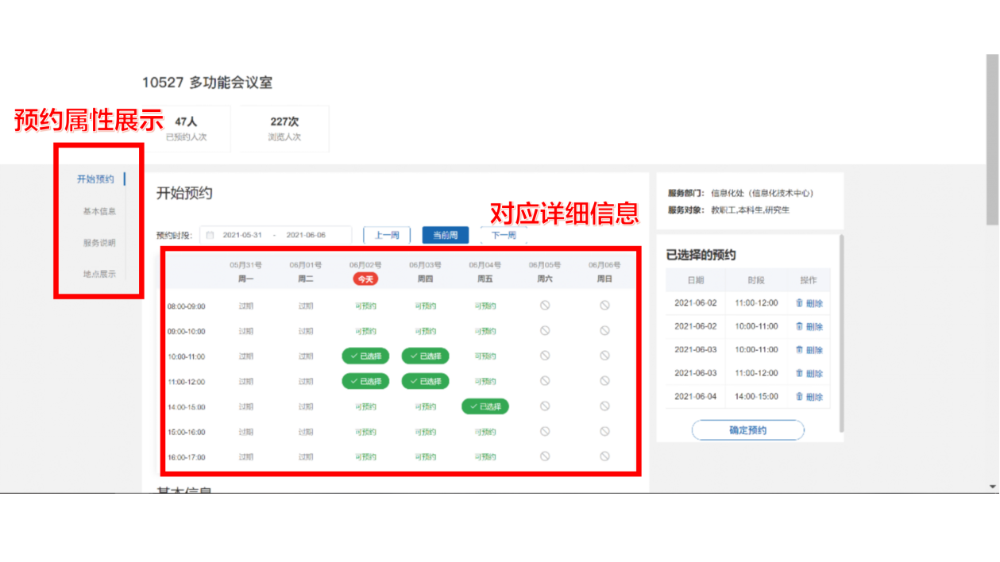 10527 多功能会议室
预约属性展示
47人
已预约人次
227次
浏览人次
开始预约
基本信息
服务说明
地点展示
开始预约
对应详细信息
预约时段: 2021-05-31 - 2021-06-06 上一周 当前周 下一周
05月31号 06月01号 06月02号 06月03号 06月04号 06月05号 06月06号
周一 周二 今天 周四 周五 周六 周日
08:00-09:00 过期 过期 可预约 可预约 可预约
09:00-10:00 过期 过期 可预约 可预约 可预约
10:00-11:00 过期 过期 已选择 已选择 可预约
11:00-12:00 过期 过期 已选择 已选择 可预约
14:00-15:00 过期 过期 可预约 可预约 已选择
15:00-16:00 过期 过期 可预约 可预约 可预约
16:00-17:00 过期 过期 可预约 可预约 可预约
基本信息
服务部门: 信息化处（信息化技术中心）
服务对象: 教职工,本科生,研究生
已选择的预约
日期 时段 操作
2021-06-02 11:00-12:00 删除
2021-06-02 10:00-11:00 删除
2021-06-03 10:00-11:00 删除
2021-06-03 11:00-12:00 删除
2021-06-04 14:00-15:00 删除
确定预约